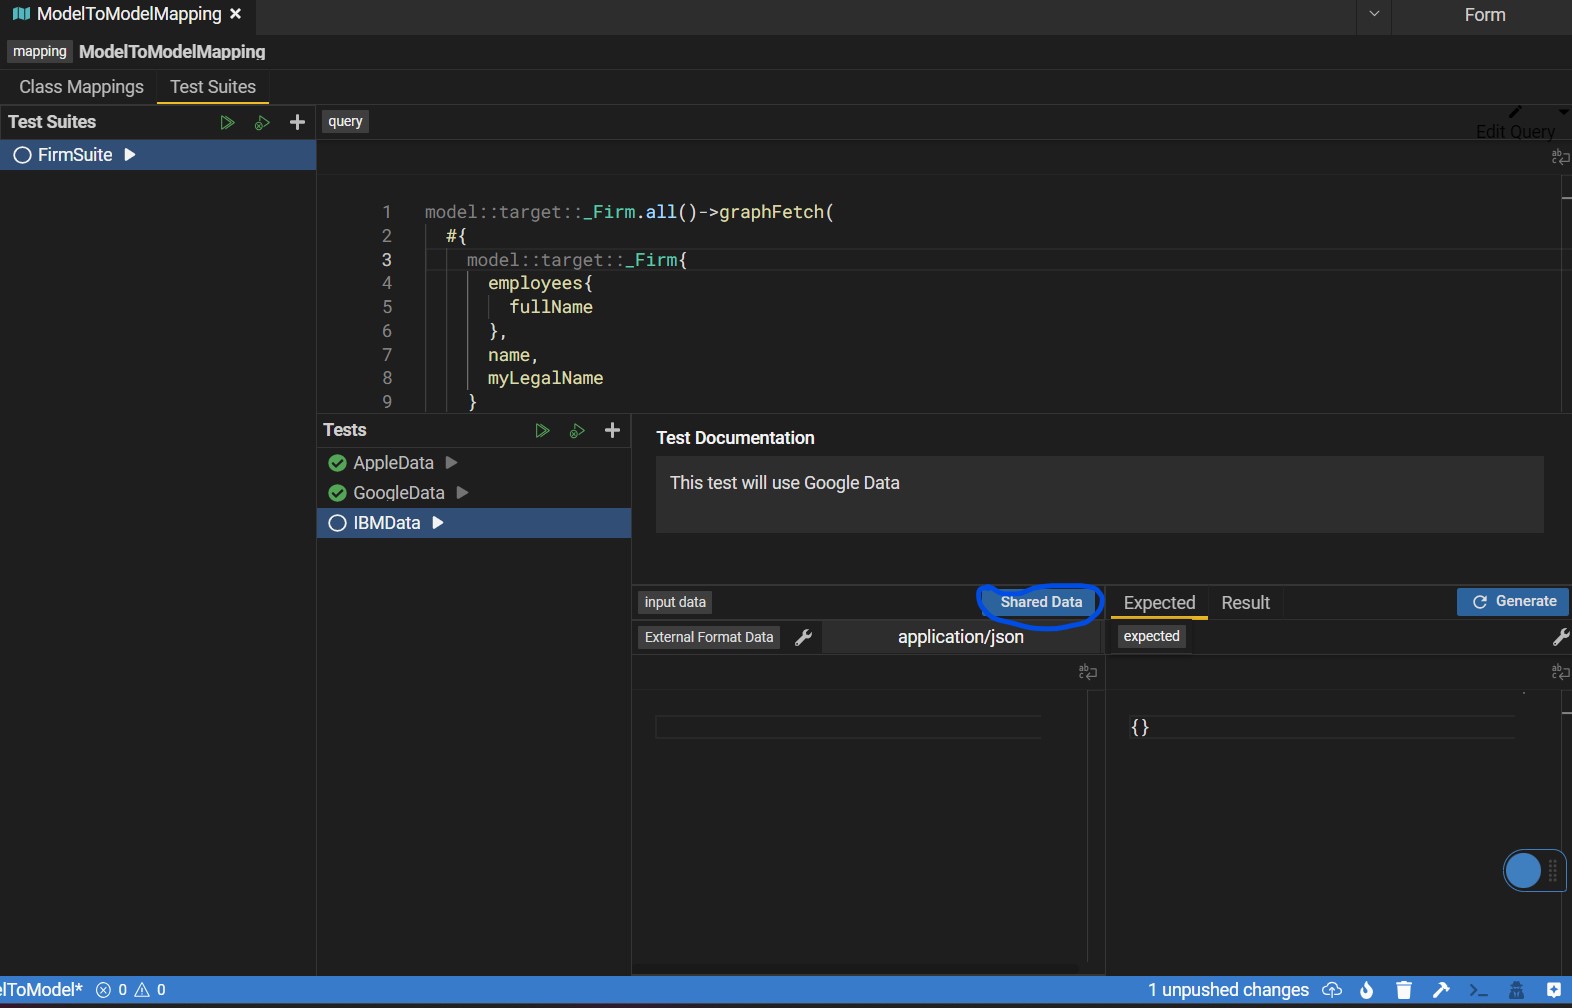 ModelToModelMapping
Form
mapping ModelToModelMapping
Class Mappings Test Suites
Test Suites
query
Edit Query
FirmSuite
1 model::target::_Firm.all()->graphFetch(
2 #{
3 model::target::_Firm{
4 employees{
5 fullName
6 },
7 name,
8 myLegalName
9 }
Tests
AppleData
GoogleData
IBMData
Test Documentation
This test will use Google Data
input data Shared Data
Expected Result Generate
External Format Data application/json
expected
{}
elToModel* 0 0
1 unpushed changes